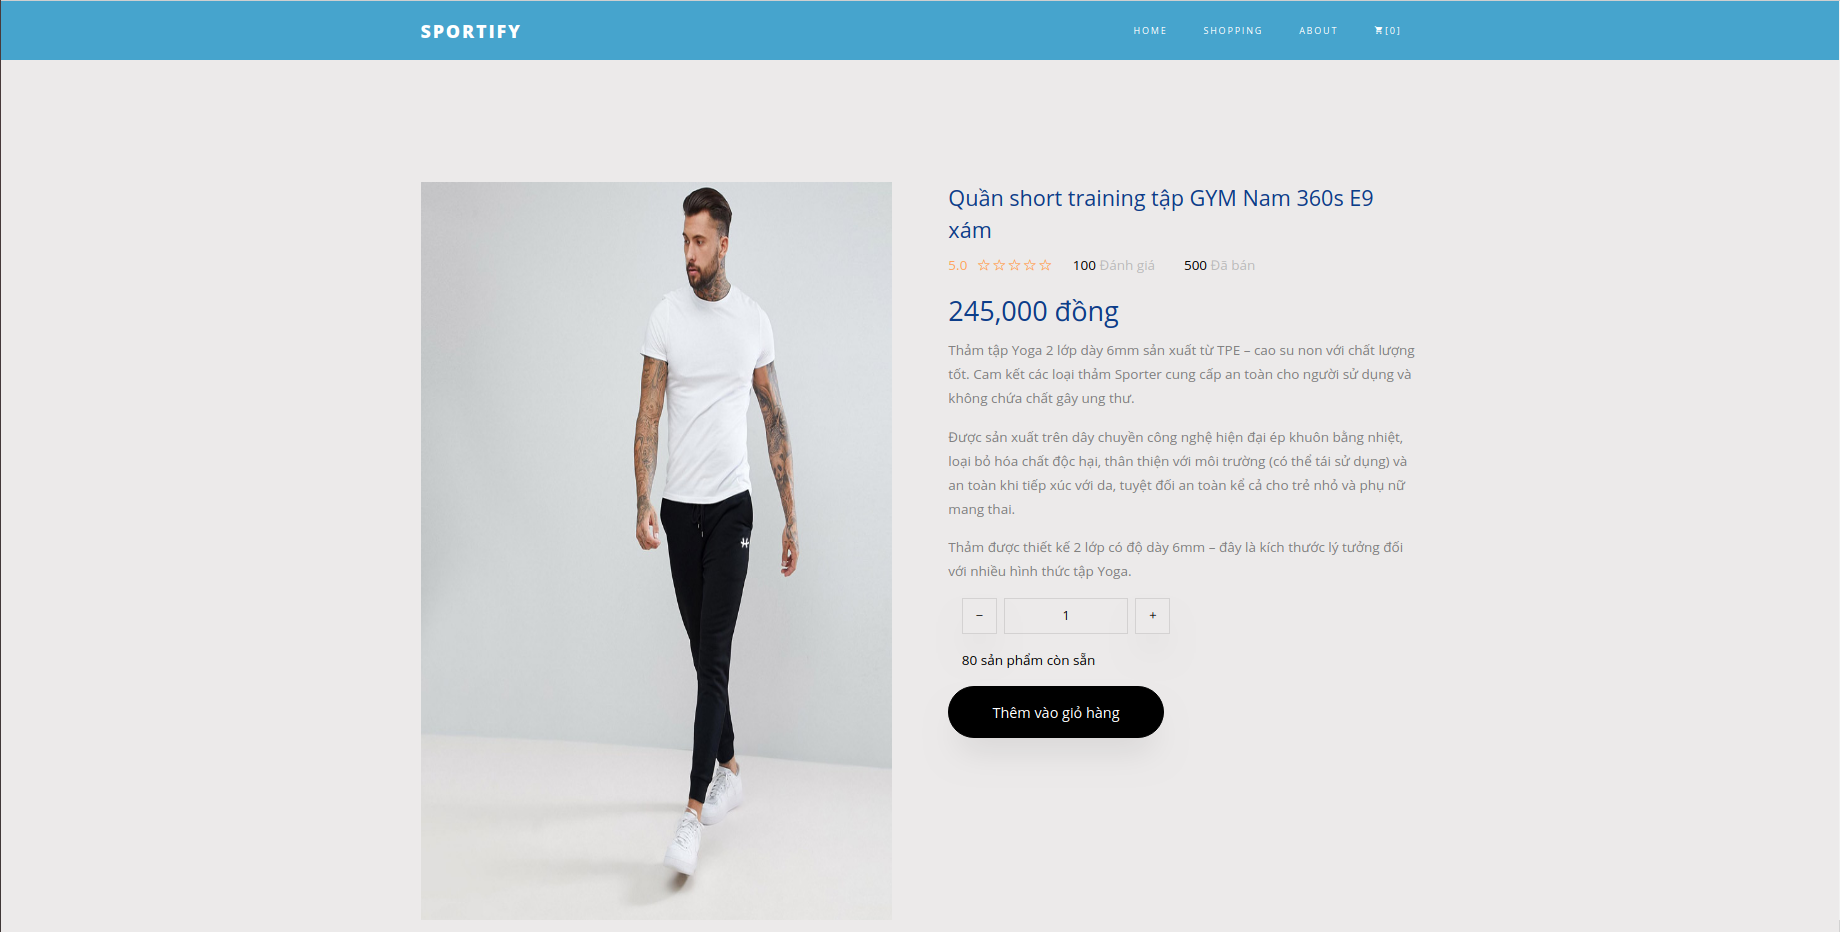 SPORTIFY
HOME
SHOPPING
ABOUT
[0]
Quần short training tập GYM Nam 360s E9
xám
5.0 ☆☆☆☆☆ 100 Đánh giá 500 Đã bán
245,000 đồng
Thảm tập Yoga 2 lớp dày 6mm sản xuất từ TPE – cao su non với chất lượng
tốt. Cam kết các loại thảm Sporter cung cấp an toàn cho người sử dụng và
không chứa chất gây ung thư.
Được sản xuất trên dây chuyền công nghệ hiện đại ép khuôn bằng nhiệt,
loại bỏ hóa chất độc hại, thân thiện với môi trường (có thể tái sử dụng) và
an toàn khi tiếp xúc với da, tuyệt đối an toàn kể cả cho trẻ nhỏ và phụ nữ
mang thai.
Thảm được thiết kế 2 lớp có độ dày 6mm – đây là kích thước lý tưởng đối
với nhiều hình thức tập Yoga.
− 1 +
80 sản phẩm còn sẵn
Thêm vào giỏ hàng